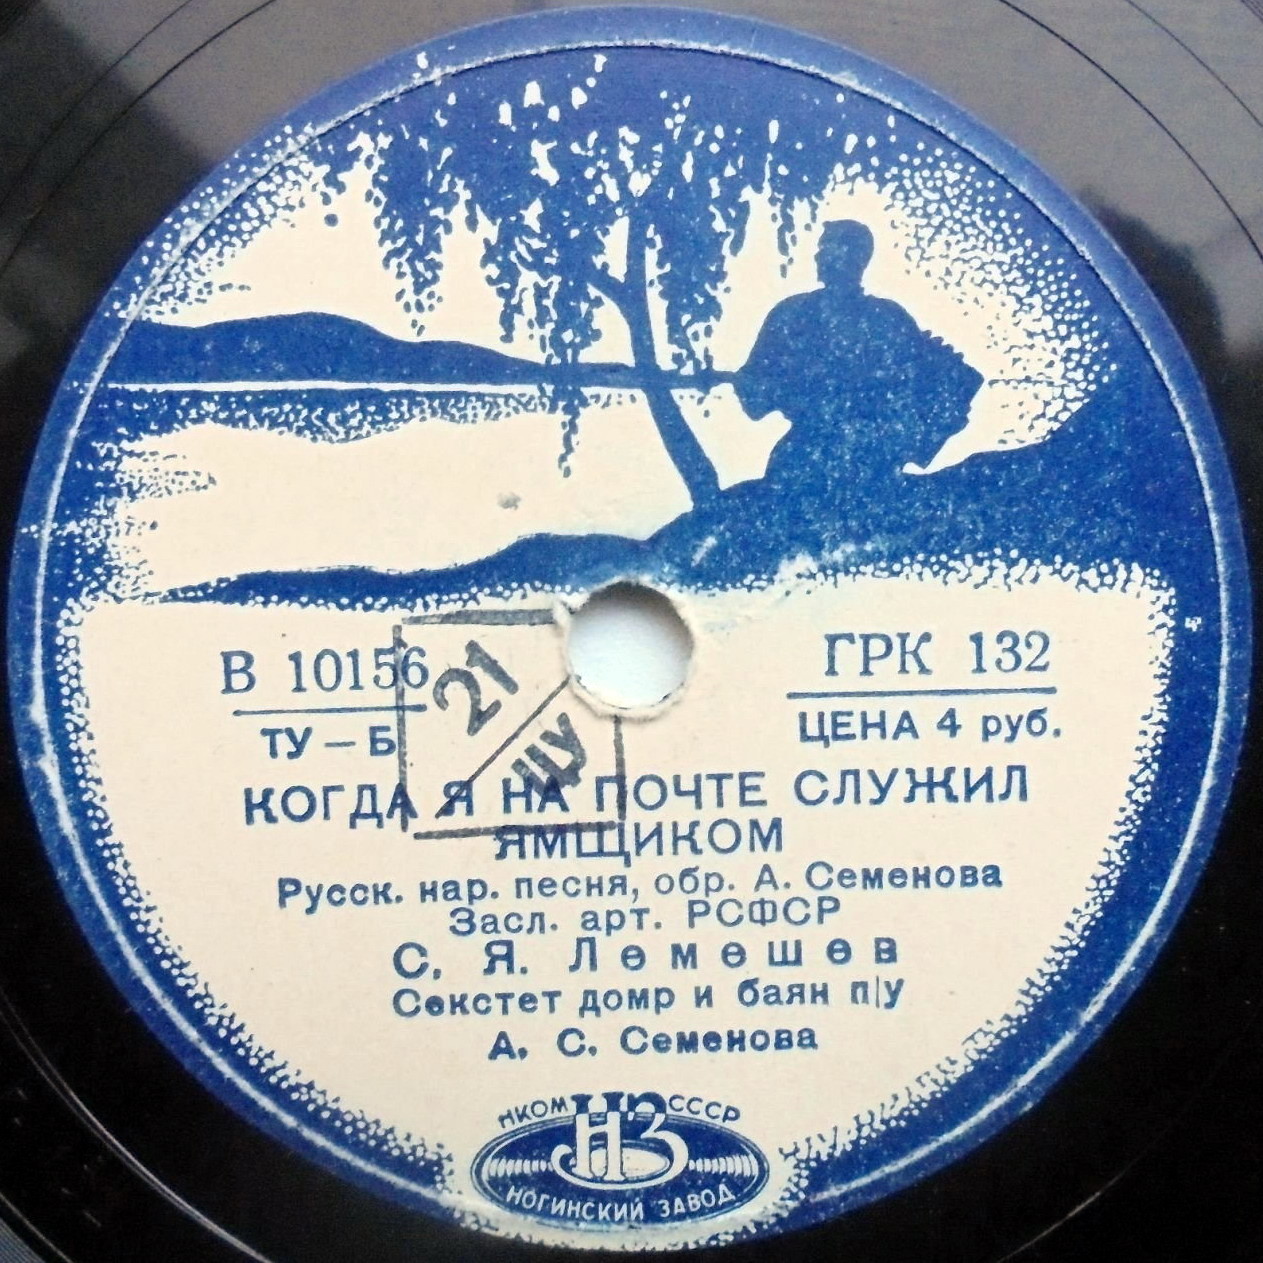 В 10156
ГРК 132
ТУ – Б
ЦЕНА 4 руб.
21
ЦУ
КОГДА Я НА ПОЧТЕ СЛУЖИЛ
ЯМЩИКОМ
Русск. нар. песня, обр. А. Семенова
Засл. арт. РСФСР
С. Я. Лемешев
Секстет домр и баян п/у
А. С. Семенова
НКОМ СССР
НЗ
НОГИНСКИЙ ЗАВОД